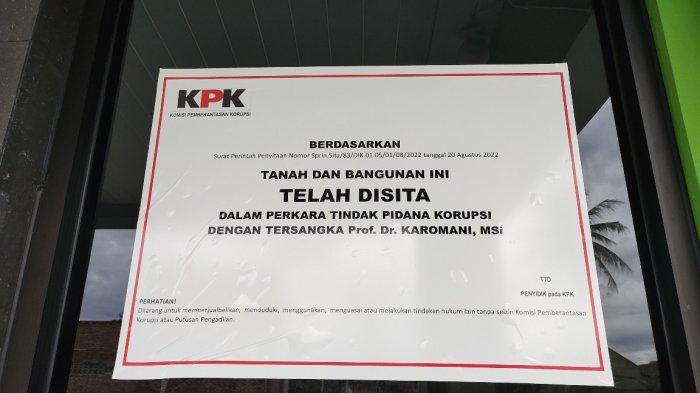 KPK
KOMISI PEMBERANTASAN KORUPSI
BERDASARKAN
Surat Perintah Penyitaan Nomor Sprin.Sita/83/DIK.01.05/01/08/2022 tanggal 20 Agustus 2022
TANAH DAN BANGUNAN INI
TELAH DISITA
DALAM PERKARA TINDAK PIDANA KORUPSI
DENGAN TERSANGKA Prof. Dr. KAROMANI, MSi
TTD
PENYIDIK pada KPK
PERHATIAN!
Dilarang untuk memperjualbelikan, menduduki, menggunakan, menguasai atau melakukan tindakan hukum lain tanpa seizin Komisi Pemberantasan
Korupsi atau Putusan Pengadilan.